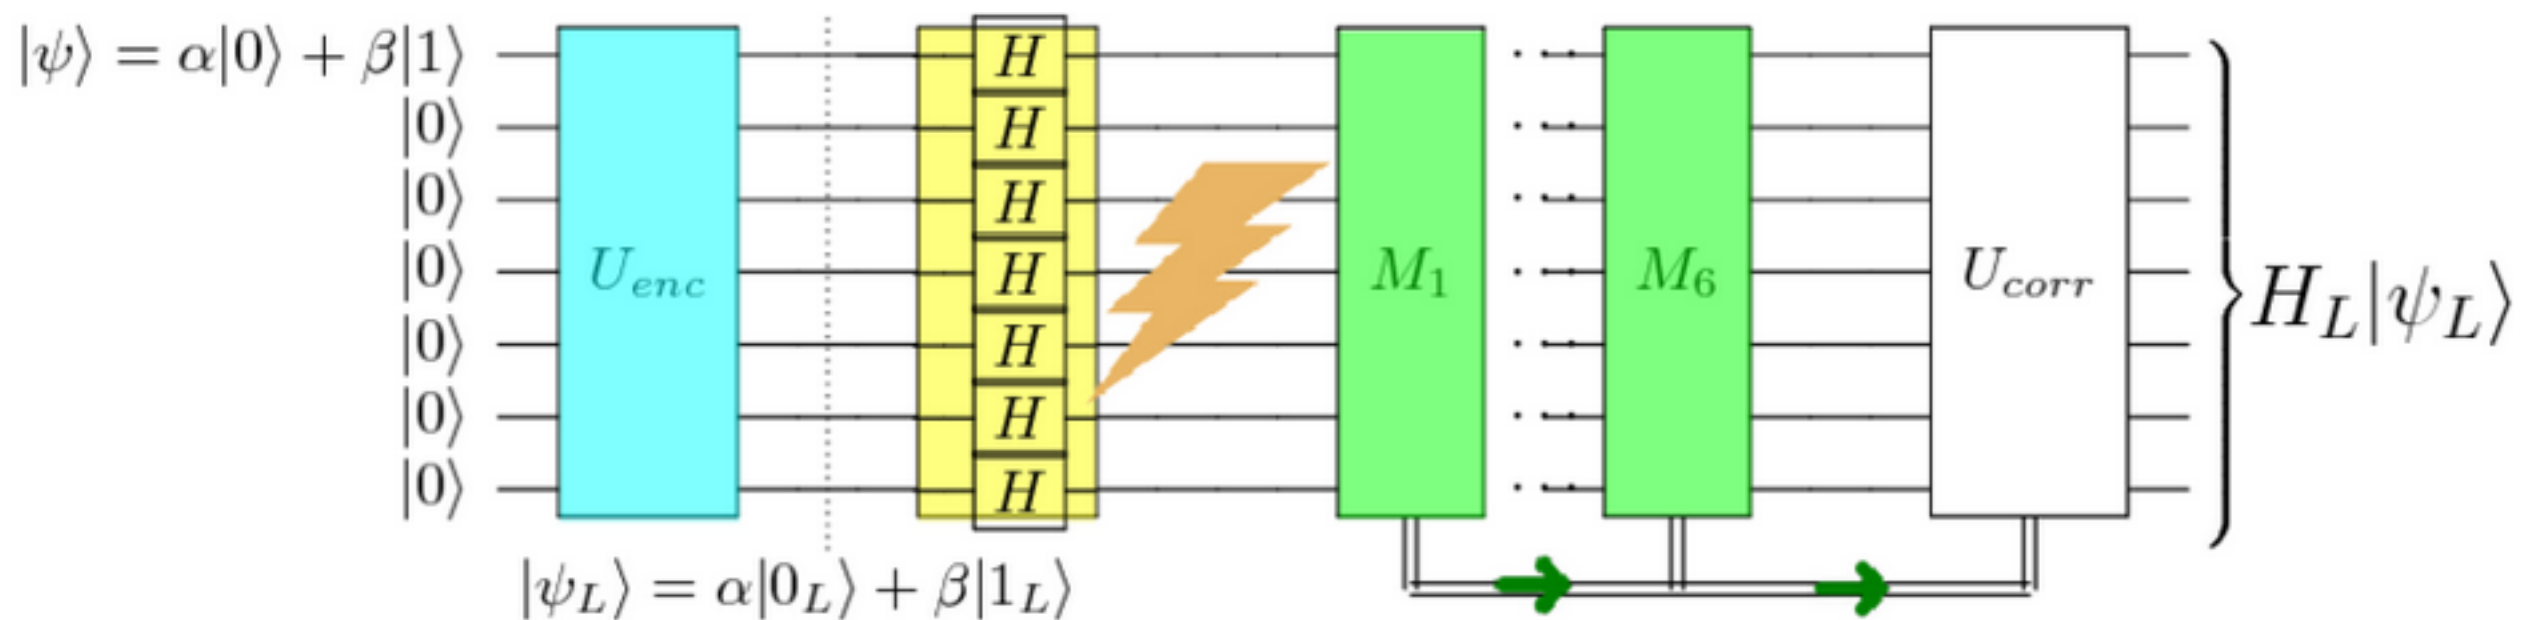 |ψ⟩ = α|0⟩ + β|1⟩
|0⟩
|0⟩
|0⟩
|0⟩
|0⟩
|0⟩
U_enc
H
H
H
H
H
H
H
M_1
M_6
U_corr
H_L|ψ_L⟩
|ψ_L⟩ = α|0_L⟩ + β|1_L⟩